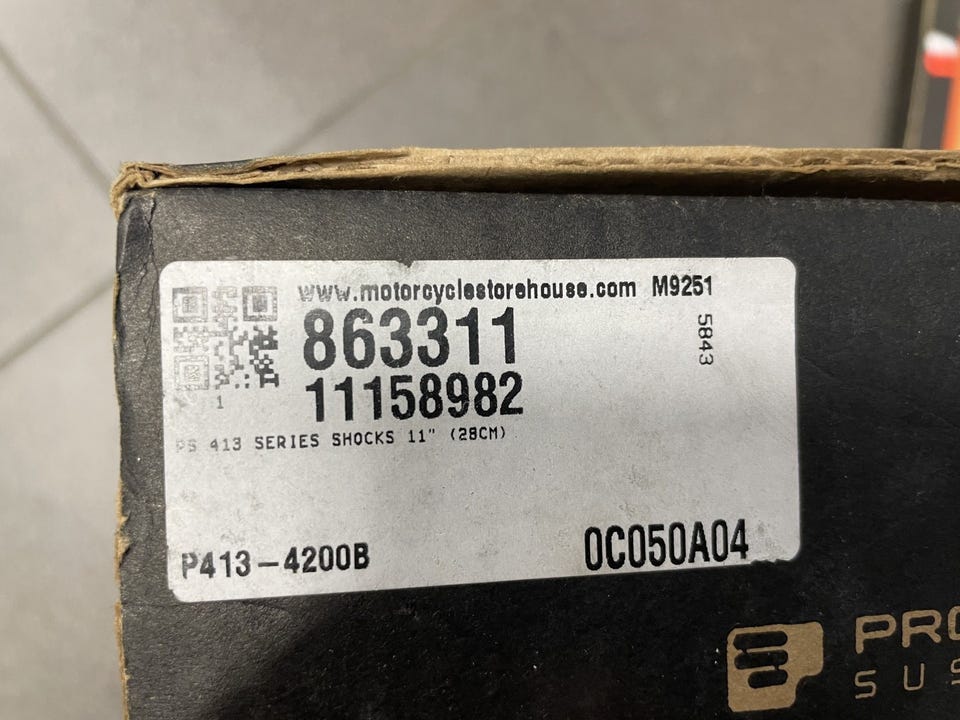 www.motorcyclestorehouse.com M9251
863311
5843
11158982
1
PS 413 SERIES SHOCKS 11" (28CM)
P413-4200B
0C050A04
PRO
SUS